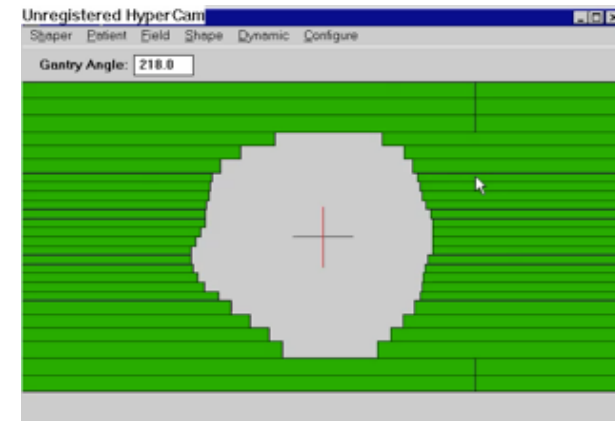 Unregistered HyperCam
Shaper Patient Field Shape Dynamic Configure
Gantry Angle: 218.0